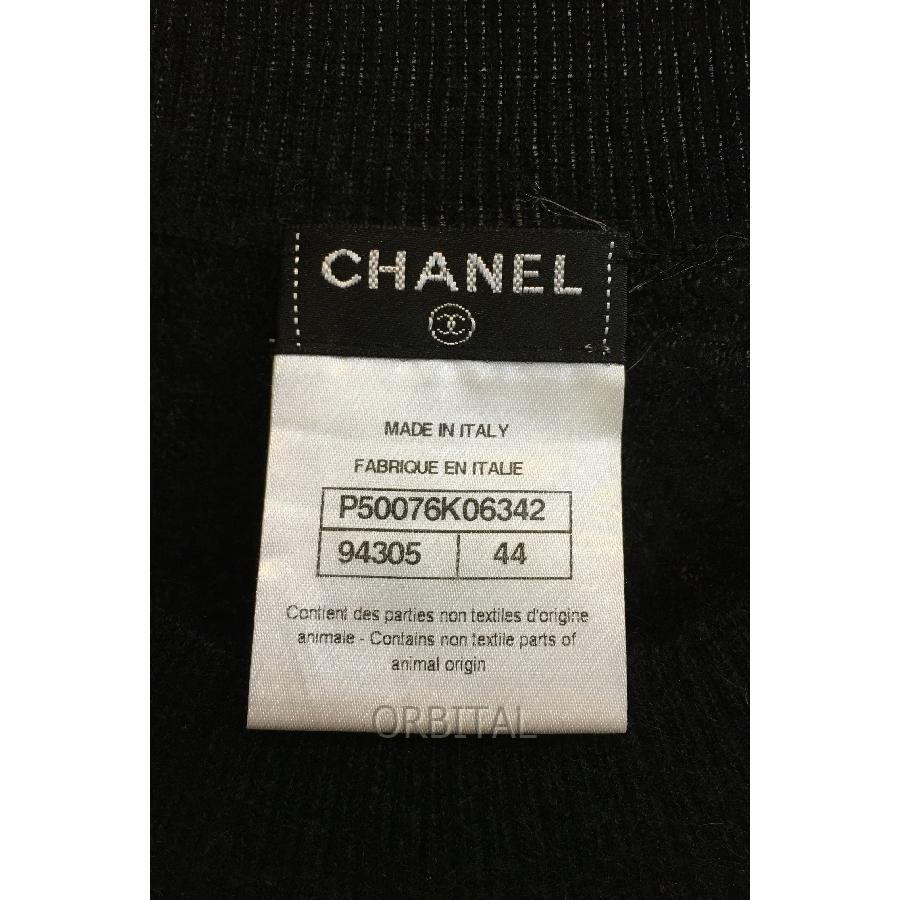 CHANEL
MADE IN ITALY
FABRIQUE EN ITALIE
P50076K06342
94305 44
Contient des parties non textiles d'origine
animale - Contains non textile parts of
animal origin
ORBITAL